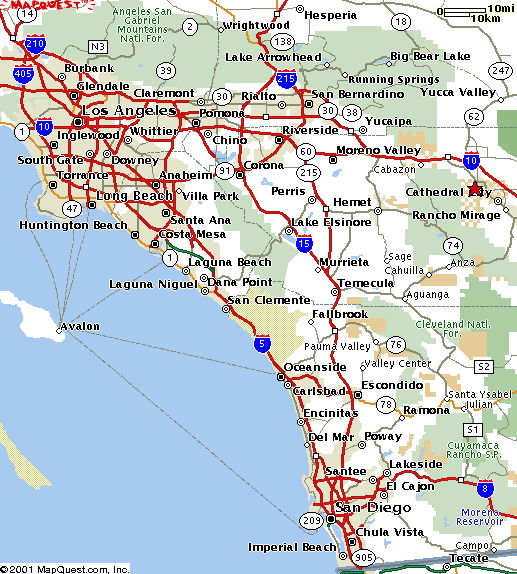 MAPQUEST
14
Angeles San
Gabriel
Mountains
Natl. For.
Hesperia
0 10mi
10km
18
2
Wrightwood
138
N3
210
405
Burbank
Lake Arrowhead
Big Bear Lake
39
215
Running Springs
247
Glendale
Claremont
Rialto
San Bernardino
Yucca Valley
Los Angeles
Pomona
30
38
30
62
1
10
Yucaipa
Inglewood
Whittier
Chino
Riverside
South Gate
Downey
60
Moreno Valley
10
Torrance
Anaheim
91
Corona
215
Cabazon
Cathedral City
Long Beach
Villa Park
Perris
Hemet
Rancho Mirage
47
Santa Ana
Huntington Beach
Lake Elsinore
Costa Mesa
15
74
1
Laguna Beach
Murrieta
Sage
Anza
Cahuilla
Laguna Niguel
Dana Point
Temecula
Aguanga
San Clemente
Fallbrook
Avalon
Cleveland Natl.
For.
5
Pauma Valley
76
Valley Center
S2
Oceanside
Carlsbad
Escondido
78
Santa Ysabel
Julian
Encinitas
Ramona
Del Mar
Poway
S1
Cuyamaca
Rancho S.R.
Santee
Lakeside
El Cajon
8
209
San Diego
Morena
Reservoir
Chula Vista
Imperial Beach
905
Campo
Tecate
©2001 MapQuest.com, Inc.